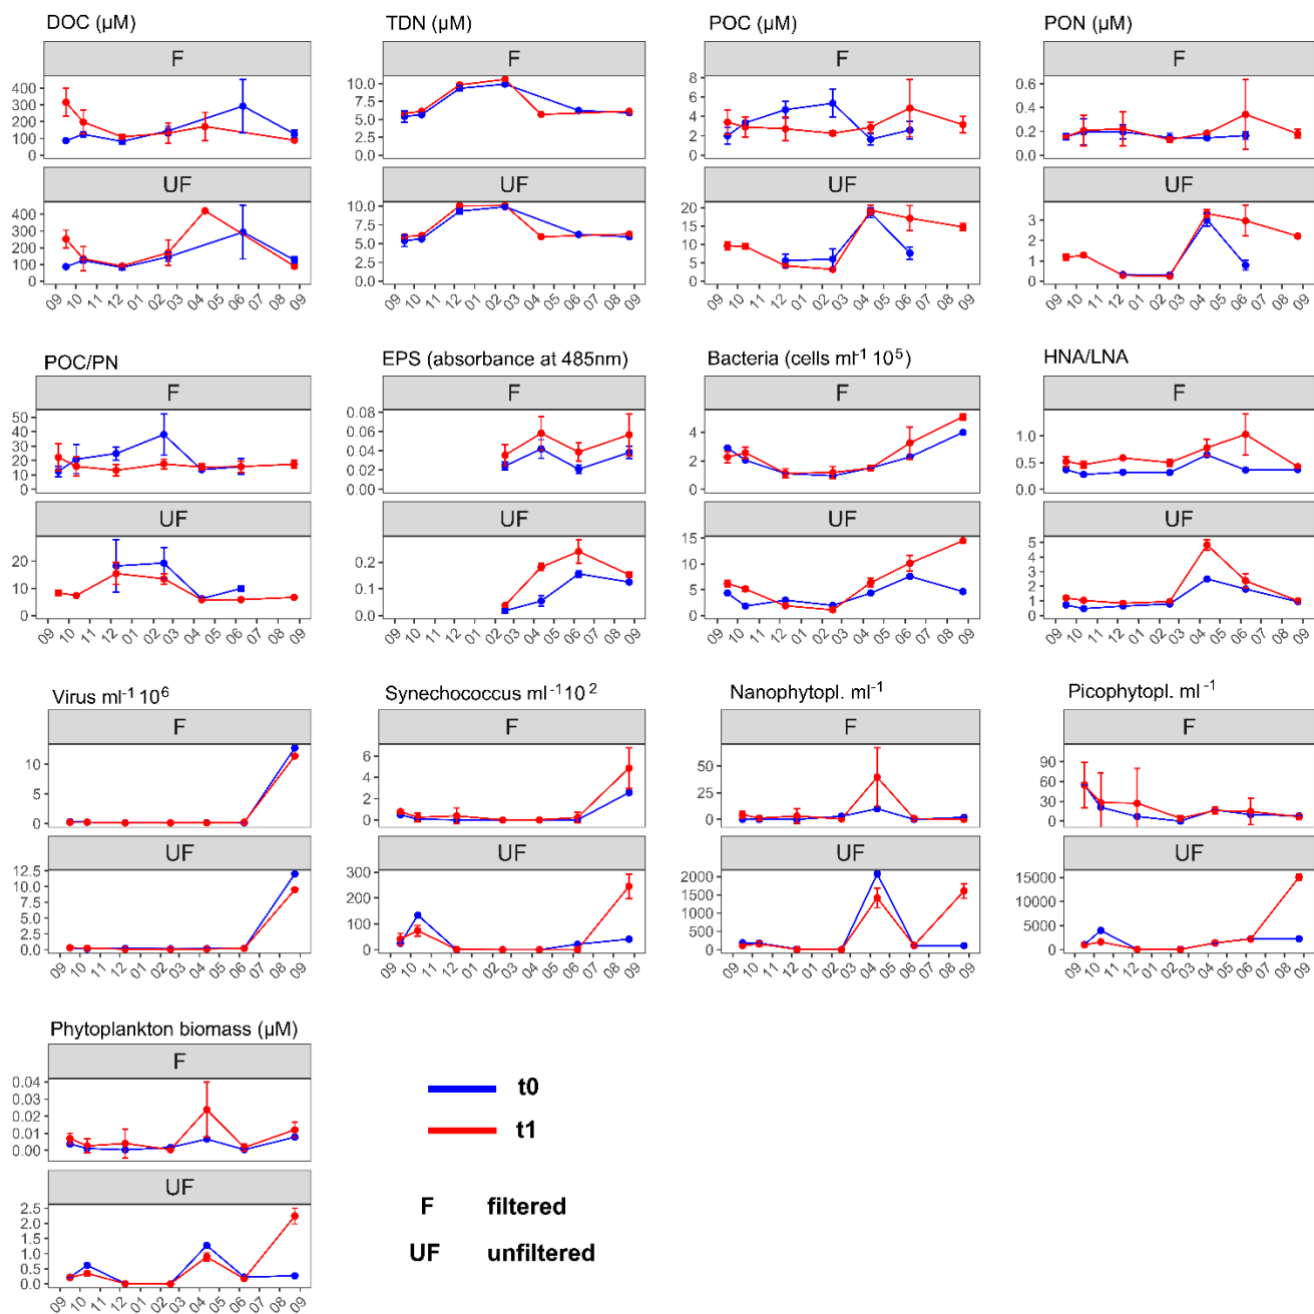 DOC (µM)
F
400
300
200
100
0
UF
400
300
200
100
0
09 10 11 12 01 02 03 04 05 06 07 08 09
TDN (µM)
F
10.0
7.5
5.0
2.5
0.0
UF
10.0
7.5
5.0
2.5
0.0
09 10 11 12 01 02 03 04 05 06 07 08 09
POC (µM)
F
8
6
4
2
0
UF
20
15
10
5
0
09 10 11 12 01 02 03 04 05 06 07 08 09
PON (µM)
F
0.6
0.4
0.2
0.0
UF
3
2
1
0
09 10 11 12 01 02 03 04 05 06 07 08 09
POC/PN
F
50
40
30
20
10
0
UF
20
10
0
09 10 11 12 01 02 03 04 05 06 07 08 09
EPS (absorbance at 485nm)
F
0.08
0.06
0.04
0.02
0.00
UF
0.2
0.1
0.0
09 10 11 12 01 02 03 04 05 06 07 08 09
Bacteria (cells ml⁻¹ 10⁵)
F
4
2
0
UF
15
10
5
0
09 10 11 12 01 02 03 04 05 06 07 08 09
HNA/LNA
F
1.0
0.5
0.0
UF
5
4
3
2
1
0
09 10 11 12 01 02 03 04 05 06 07 08 09
Virus ml⁻¹ 10⁶
F
10
5
0
UF
12.5
10.0
7.5
5.0
2.5
0.0
09 10 11 12 01 02 03 04 05 06 07 08 09
Synechococcus ml⁻¹10²
F
6
4
2
0
UF
300
200
100
0
09 10 11 12 01 02 03 04 05 06 07 08 09
Nanophytopl. ml⁻¹
F
50
25
0
UF
2000
1500
1000
500
0
09 10 11 12 01 02 03 04 05 06 07 08 09
Picophytopl. ml⁻¹
F
90
60
30
0
UF
15000
10000
5000
0
09 10 11 12 01 02 03 04 05 06 07 08 09
Phytoplankton biomass (µM)
F
0.04
0.03
0.02
0.01
0.00
UF
2.5
2.0
1.5
1.0
0.5
0.0
09 10 11 12 01 02 03 04 05 06 07 08 09
t0
t1
F filtered
UF unfiltered